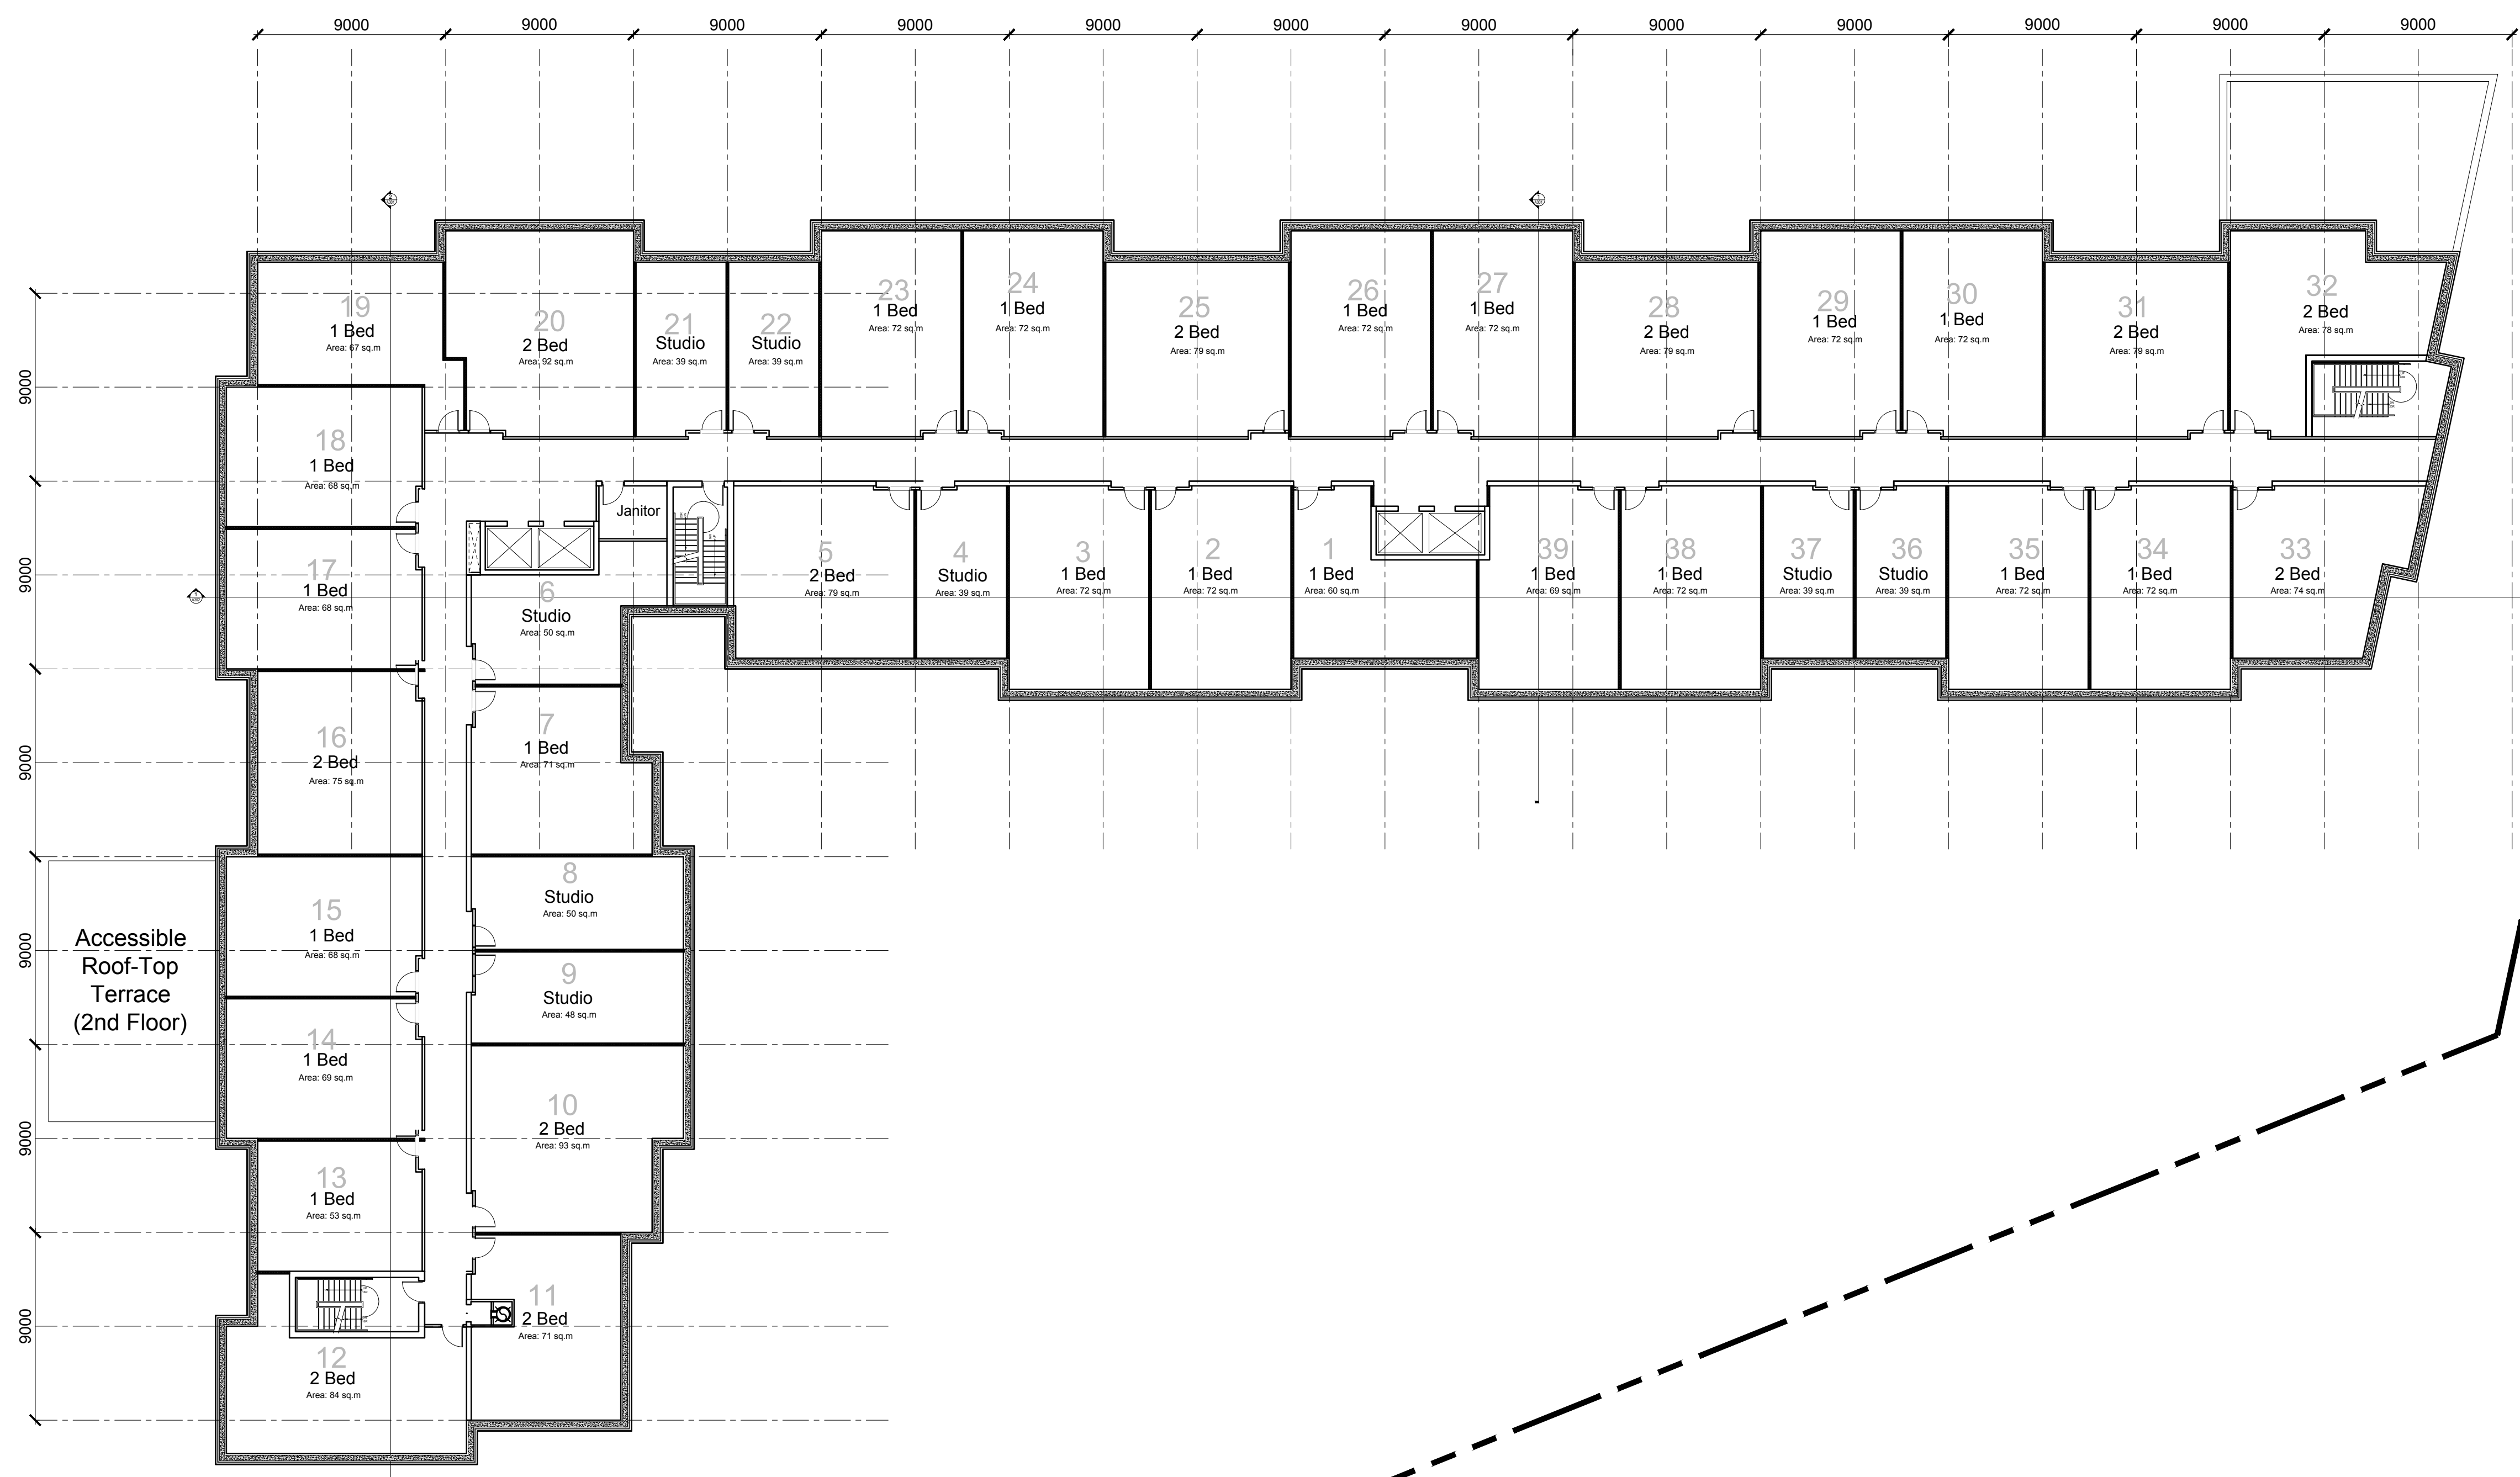 9000 9000 9000 9000 9000 9000 9000 9000 9000 9000 9000 9000
19
1 Bed
Area: 67 sq.m
20
2 Bed
Area: 92 sq.m
21
Studio
Area: 39 sq.m
22
Studio
Area: 39 sq.m
23
1 Bed
Area: 72 sq.m
24
1 Bed
Area: 72 sq.m
25
2 Bed
Area: 79 sq.m
26
1 Bed
Area: 72 sq.m
27
1 Bed
Area: 72 sq.m
28
2 Bed
Area: 79 sq.m
29
1 Bed
Area: 72 sq.m
30
1 Bed
Area: 72 sq.m
31
2 Bed
Area: 79 sq.m
32
2 Bed
Area: 78 sq.m
9000
18
1 Bed
Area: 68 sq.m
Janitor
9000
17
1 Bed
Area: 68 sq.m
6
Studio
Area: 50 sq.m
5
2 Bed
Area: 79 sq.m
4
Studio
Area: 39 sq.m
3
1 Bed
Area: 72 sq.m
2
1 Bed
Area: 72 sq.m
1
1 Bed
Area: 60 sq.m
39
1 Bed
Area: 69 sq.m
38
1 Bed
Area: 72 sq.m
37
Studio
Area: 39 sq.m
36
Studio
Area: 39 sq.m
35
1 Bed
Area: 72 sq.m
34
1 Bed
Area: 72 sq.m
33
2 Bed
Area: 74 sq.m
9000
16
2 Bed
Area: 75 sq.m
7
1 Bed
Area: 71 sq.m
9000
Accessible
Roof-Top
Terrace
(2nd Floor)
15
1 Bed
Area: 68 sq.m
8
Studio
Area: 50 sq.m
9
Studio
Area: 48 sq.m
14
1 Bed
Area: 69 sq.m
9000
10
2 Bed
Area: 93 sq.m
13
1 Bed
Area: 53 sq.m
9000
11
2 Bed
Area: 71 sq.m
12
2 Bed
Area: 84 sq.m